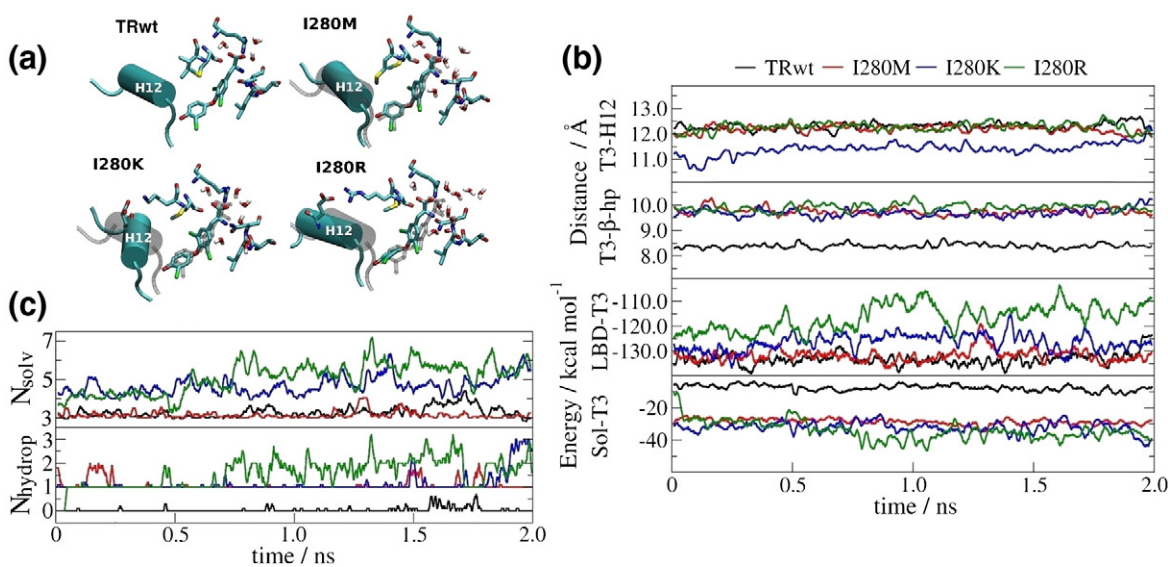 (a)
TRwt
I280M
H12
H12
I280K
I280R
H12
H12
(b)
TRwt I280M I280K I280R
Distance / Å
T3-H12
13.0
12.0
11.0
T3-β-hp
10.0
9.0
8.0
Energy / kcal mol⁻¹
LBD-T3
-110.0
-120.0
-130.0
Sol-T3
-20
-40
0 0.5 1.0 1.5 2.0
time / ns
(c)
Nsolv
7
5
3
Nhydrop
3
2
1
0
0 0.5 1.0 1.5 2.0
time / ns